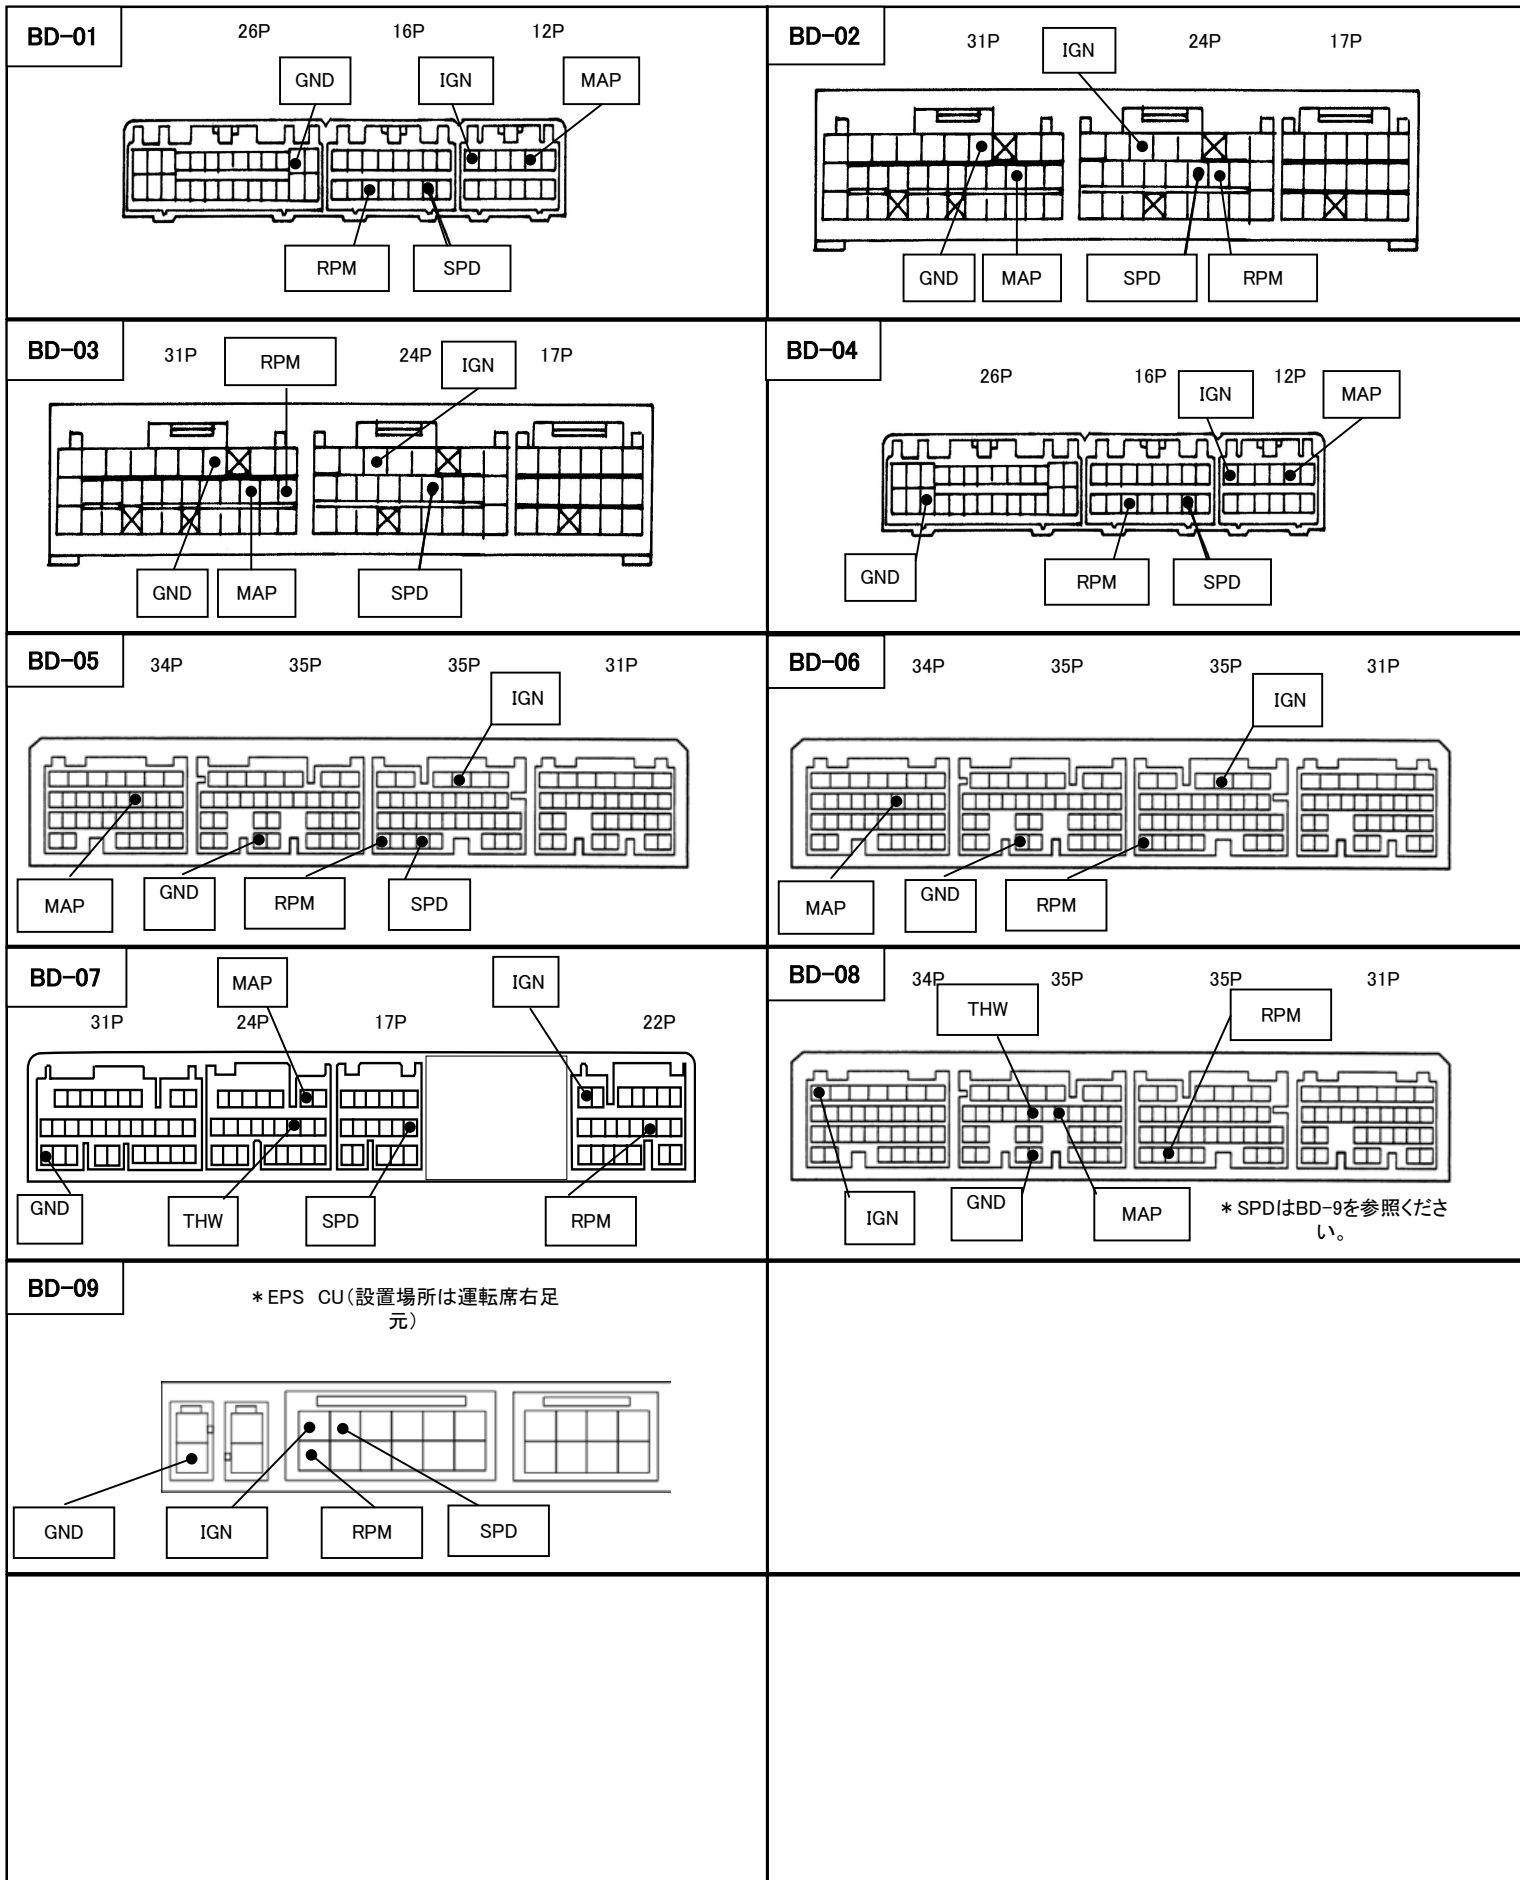 BD-01
26P 16P 12P
GND IGN MAP
RPM SPD
BD-02
31P IGN 24P 17P
GND MAP SPD RPM
BD-03
31P RPM 24P IGN 17P
GND MAP SPD
BD-04
26P 16P IGN 12P MAP
GND RPM SPD
BD-05
34P 35P 35P 31P
IGN
MAP GND RPM SPD
BD-06
34P 35P 35P 31P
IGN
MAP GND RPM
BD-07
MAP IGN
31P 24P 17P 22P
GND THW SPD RPM
BD-08
34P 35P 35P 31P
THW RPM
IGN GND MAP
*SPDはBD-9を参照くださ
い。
BD-09
*EPS CU(設置場所は運転席右足
元)
GND IGN RPM SPD